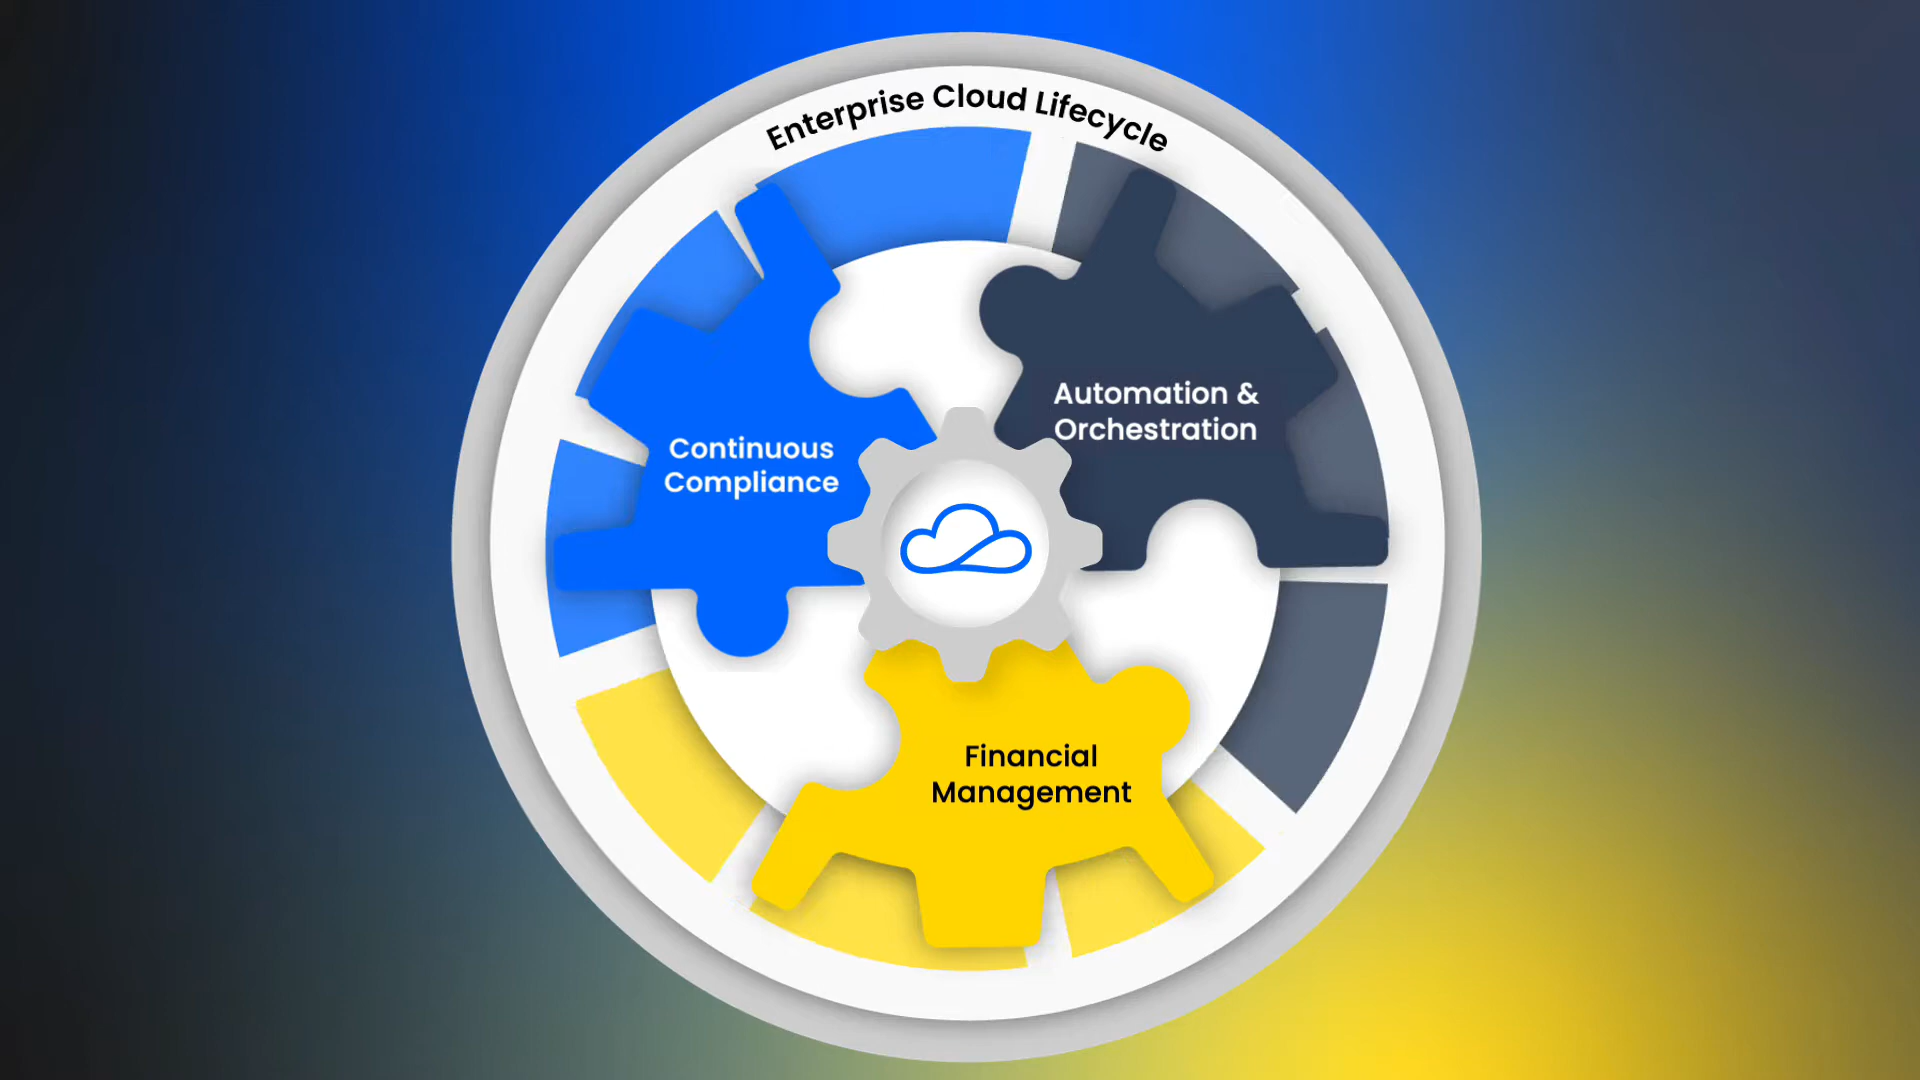 Enterprise Cloud Lifecycle
Automation &
Orchestration
Continuous
Compliance
Financial
Management